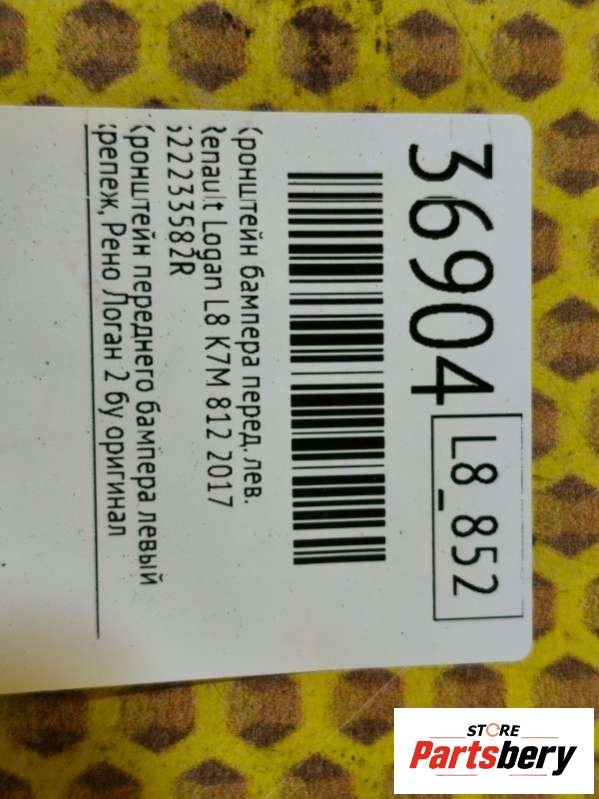 36904 L8_852
Кронштейн бампера перед. лев.
Renault Logan L8 K7M 812 2017
622233582R
Кронштейн переднего бампера левый
крепеж, Рено Логан 2 бу оригинал
STORE
Partsbery